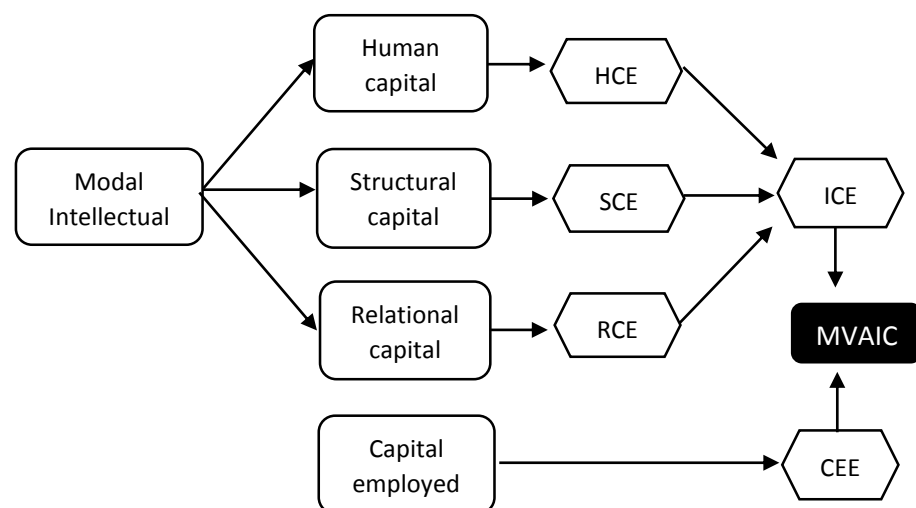 Human
capital
HCE
Modal
Intellectual
Structural
capital
SCE
ICE
Relational
capital
RCE
MVAIC
Capital
employed
CEE